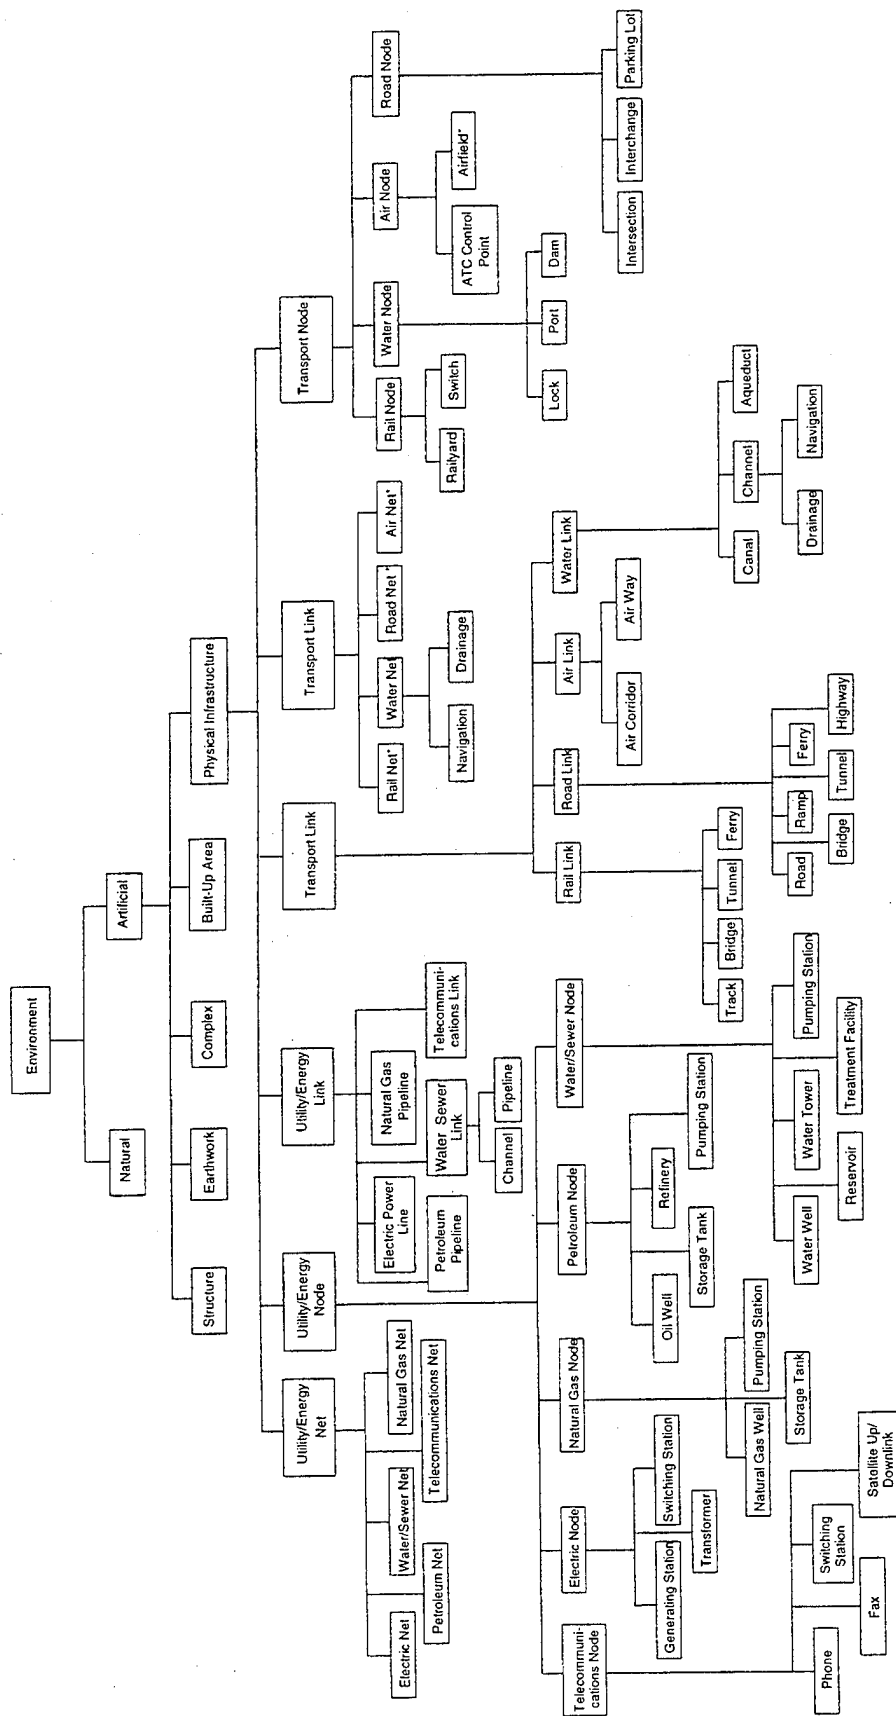 Environment
Natural
Artificial
Structure
Earthwork
Complex
Built-Up Area
Physical Infrastructure
Utility/Energy
Net
Utility/Energy
Node
Utility/Energy
Link
Transport Link
Transport Link
Transport Node
Electric Net
Petroleum Net
Water/Sewer Net
Telecommunications Net
Natural Gas Net
Electric Power
Line
Petroleum
Pipeline
Natural Gas
Pipeline
Water Sewer
Link
Telecommuni-
cations Link
Channel
Pipeline
Rail Net*
Water Net
Road Net *
Air Net*
Navigation
Drainage
Rail Node
Water Node
Air Node
Road Node
Railyard
Switch
ATC Control
Point
Airfield*
Lock
Port
Dam
Intersection
Interchange
Parking Lot
Telecommuni-
cations Node
Electric Node
Natural Gas Node
Petroleum Node
Water/Sewer Node
Rail Link
Road Link
Air Link
Water Link
Generating Station
Transformer
Switching Station
Oil Well
Storage Tank
Refinery
Pumping Station
Air Corridor
Air Way
Track
Bridge
Tunnel
Ferry
Canal
Channel
Aqueduct
Natural Gas Well
Storage Tank
Pumping Station
Water Well
Reservoir
Water Tower
Treatment Facility
Pumping Station
Road
Bridge
Ramp
Tunnel
Ferry
Highway
Drainage
Navigation
Phone
Fax
Switching
Station
Satellite Up/
Downlink